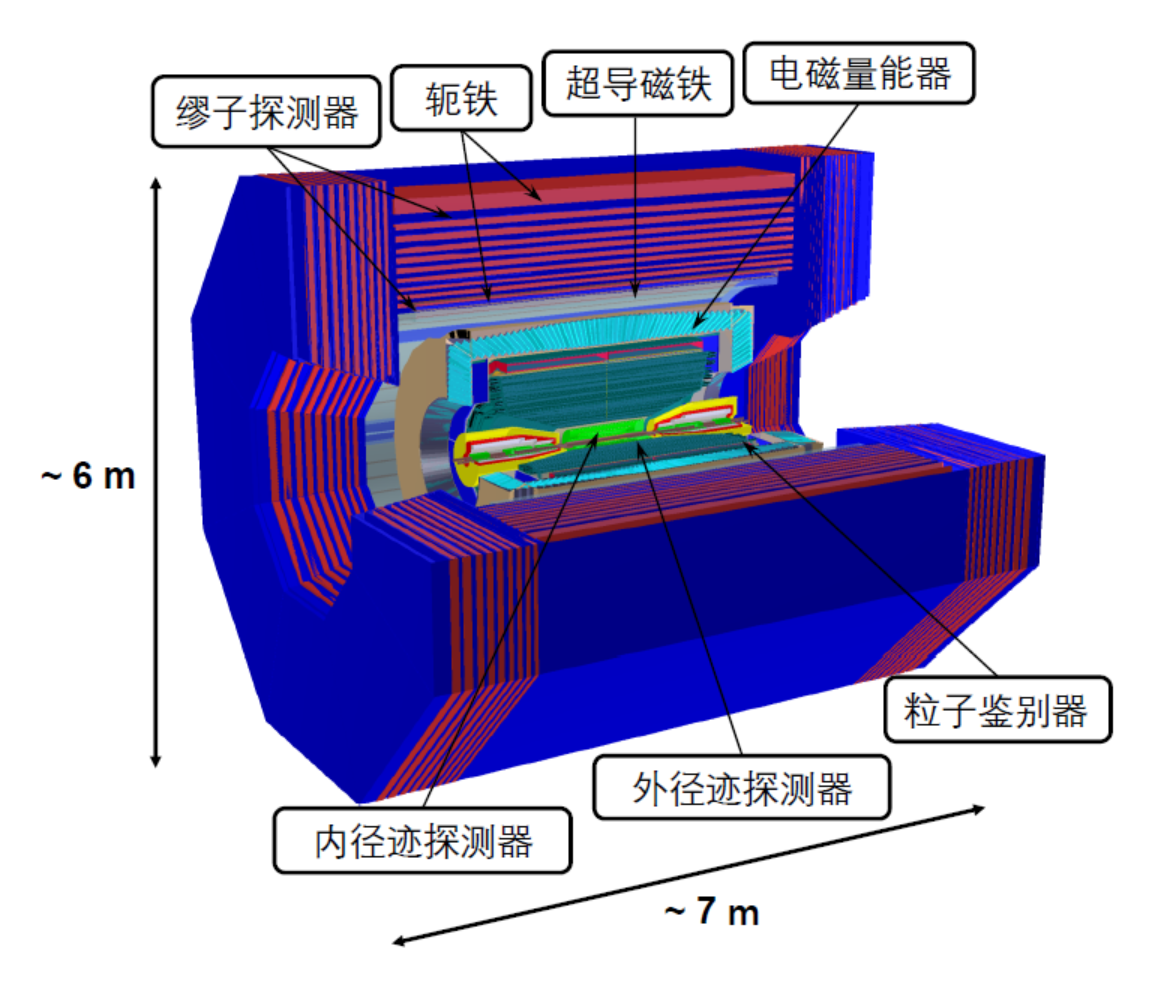 缪子探测器
轭铁
超导磁铁
电磁量能器
~ 6 m
粒子鉴别器
外径迹探测器
内径迹探测器
~ 7 m